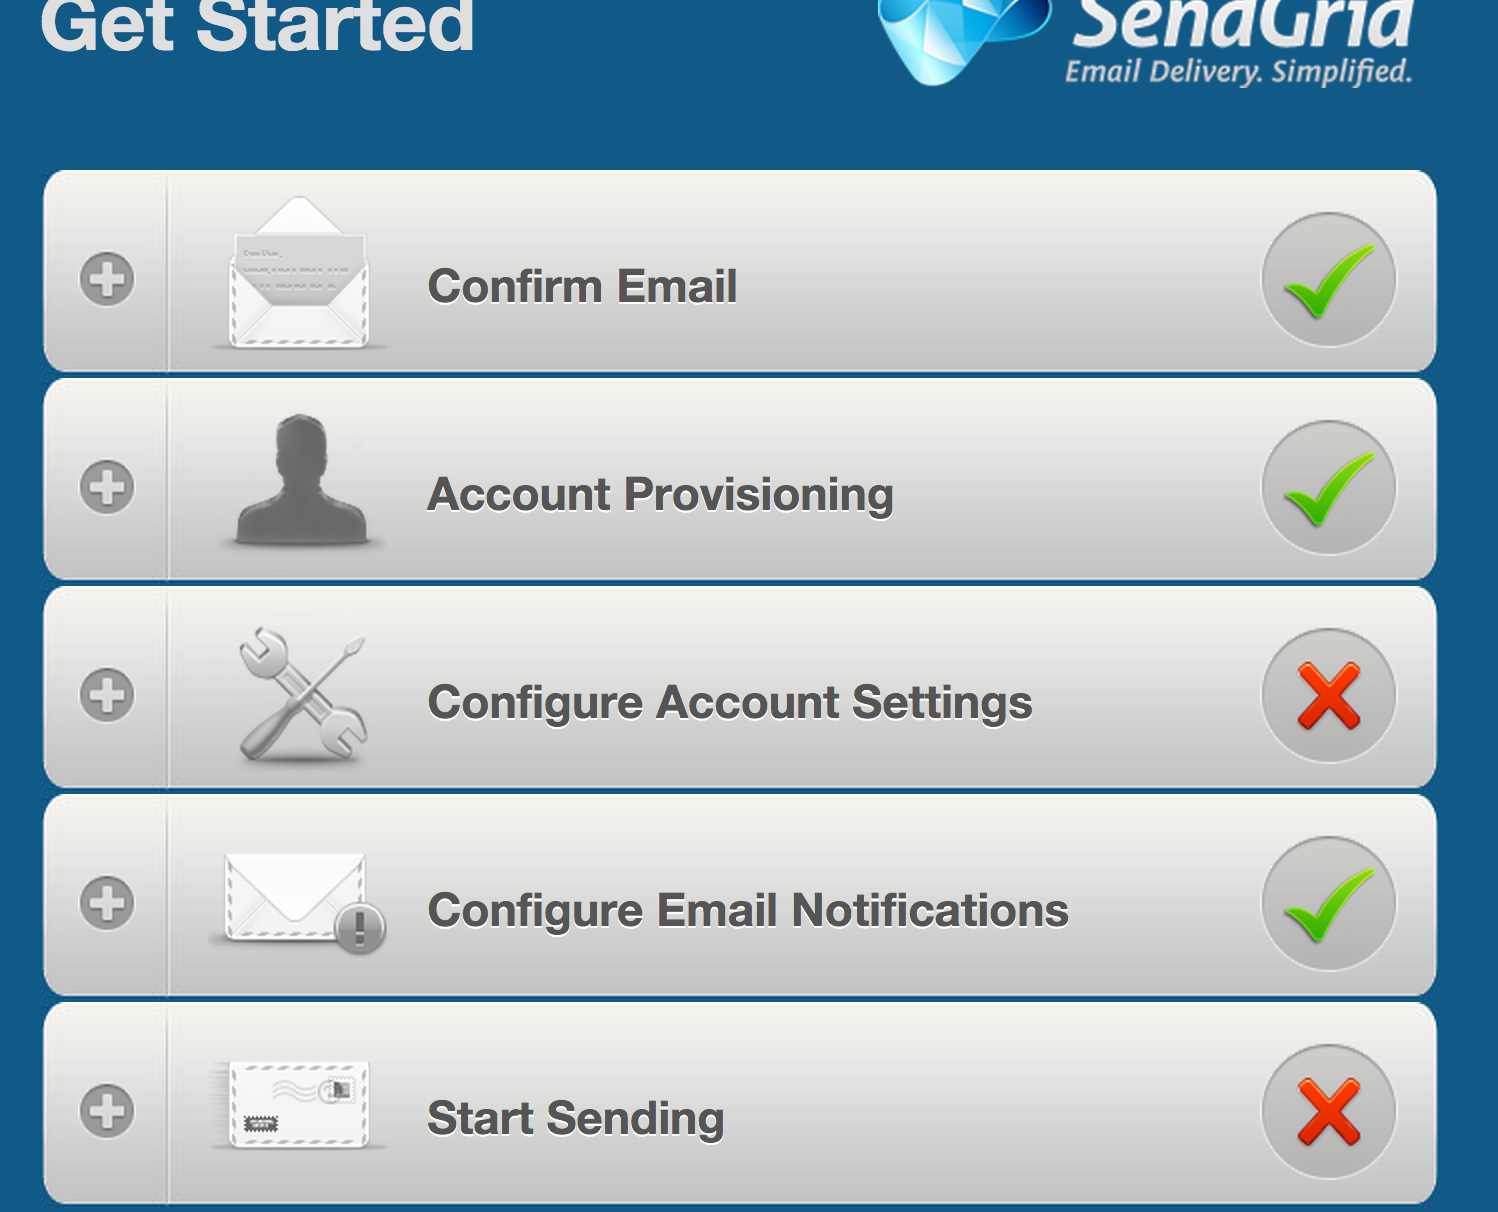 Get Started
SendGrid
Email Delivery. Simplified.
Confirm Email
Account Provisioning
Configure Account Settings
Configure Email Notifications
Start Sending